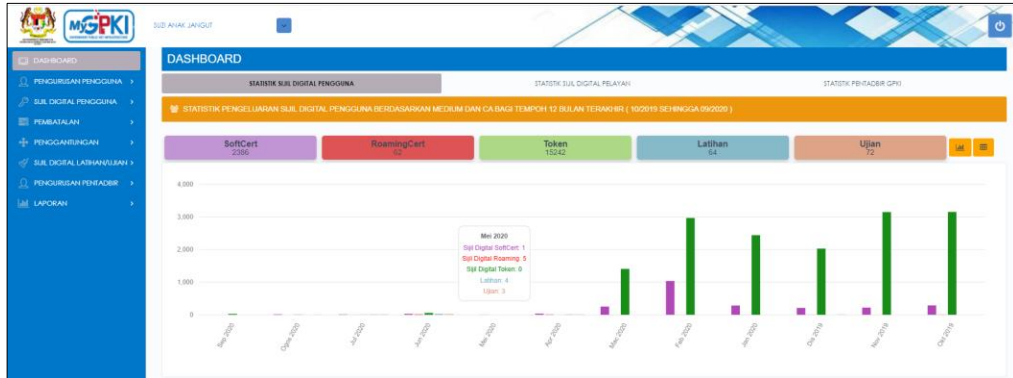 MyGPKI
SUZI ANAK JANGUT
DASHBOARD
PENGURUSAN PENGGUNA
SIJIL DIGITAL PENGGUNA
PEMBATALAN
PENGGANTUNGAN
SIJIL DIGITAL LATIHAN/UJIAN
PENGURUSAN PENTADBIR
LAPORAN
DASHBOARD
STATISTIK SIJIL DIGITAL PENGGUNA
STATISTIK SIJIL DIGITAL PELAYAN
STATISTIK PENTADBIR GPKI
STATISTIK PENGELUARAN SIJIL DIGITAL PENGGUNA BERDASARKAN MEDIUM DAN CA BAGI TEMPOH 12 BULAN TERAKHIR ( 10/2019 SEHINGGA 09/2020 )
SoftCert
2386
RoamingCert
62
Token
15242
Latihan
64
Ujian
72
4,000
3,000
2,000
1,000
0
Mei 2020
Sijil Digital SoftCert: 1
Sijil Digital Roaming: 5
Sijil Digital Token: 0
Latihan: 4
Ujian: 3
Sep 2020
Ogos 2020
Jul 2020
Jun 2020
Mei 2020
Apr 2020
Mac 2020
Feb 2020
Jan 2020
Dis 2019
Nov 2019
Okt 2019